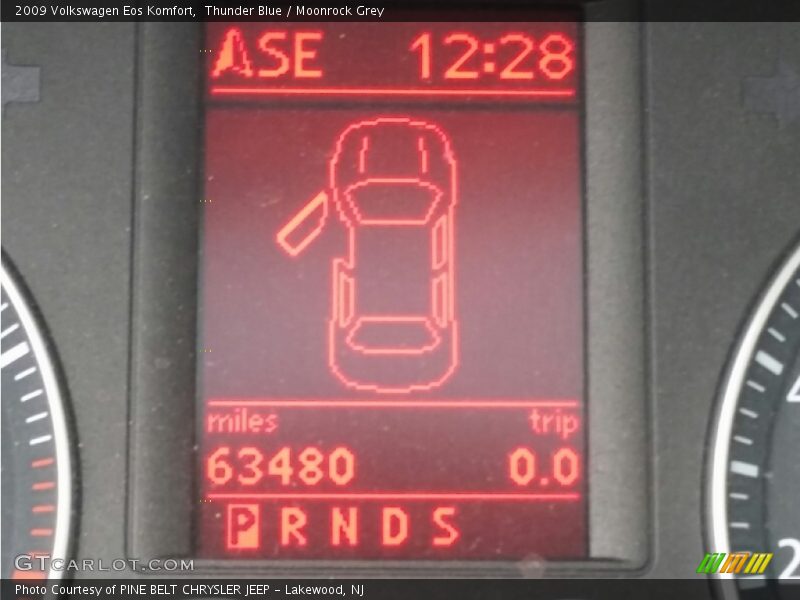 2009 Volkswagen Eos Komfort, Thunder Blue / Moonrock Grey
SE 12:28
miles trip
63480 0.0
P R N D S
2
GTCARLOT.COM
Photo Courtesy of PINE BELT CHRYSLER JEEP - Lakewood, NJ